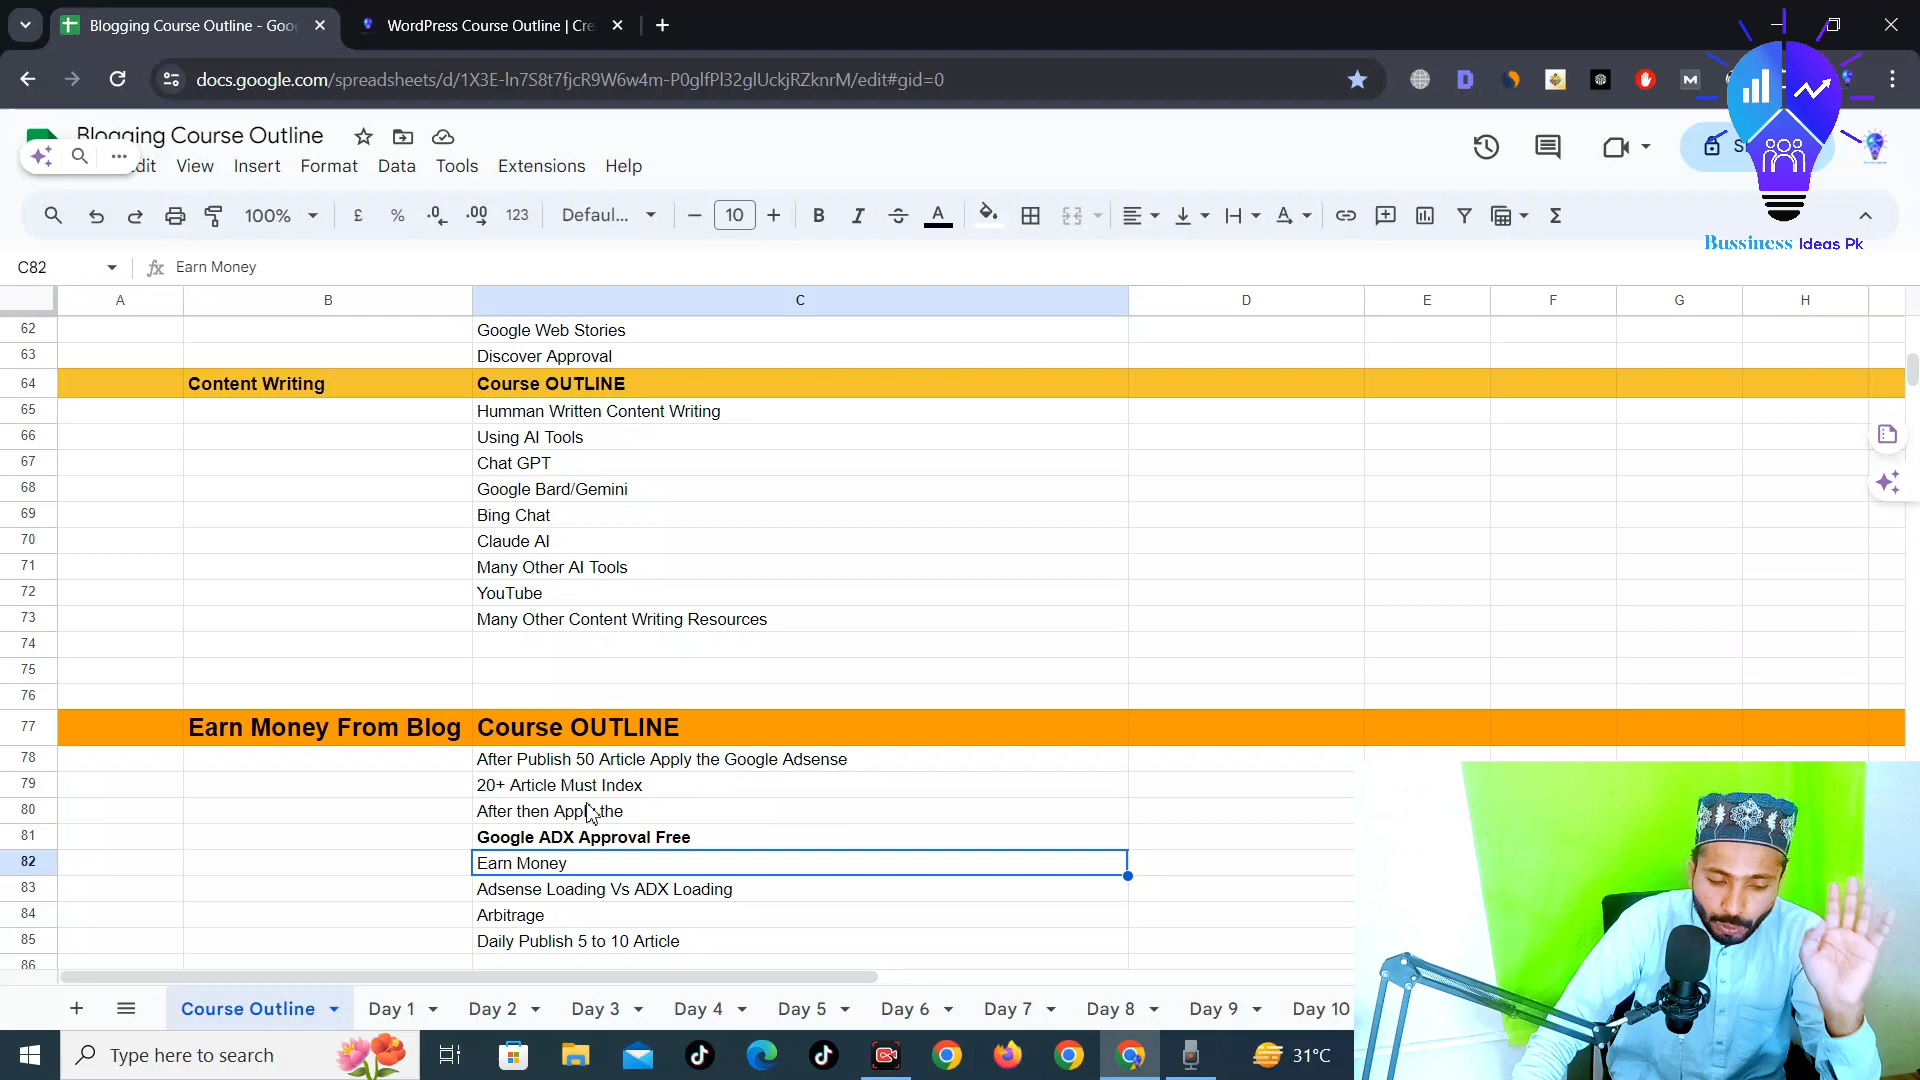 Blogging Course Outline - Goo
WordPress Course Outline | Cre
docs.google.com/spreadsheets/d/1X3E-ln7S8t7fjcR9W6w4m-P0glfPl32glUckjRZknrM/edit#gid=0
Blogging Course Outline
dit View Insert Format Data Tools Extensions Help
100% £ % .0 .00 123 Defaul... 10 B I A
Bussiness Ideas Pk
C82 fx Earn Money
A B C D E F G H
62 Google Web Stories
63 Discover Approval
64 Content Writing Course OUTLINE
65 Humman Written Content Writing
66 Using AI Tools
67 Chat GPT
68 Google Bard/Gemini
69 Bing Chat
70 Claude AI
71 Many Other AI Tools
72 YouTube
73 Many Other Content Writing Resources
74
75
76
77 Earn Money From Blog Course OUTLINE
78 After Publish 50 Article Apply the Google Adsense
79 20+ Article Must Index
80 After then Apply the
81 Google ADX Approval Free
82 Earn Money
83 Adsense Loading Vs ADX Loading
84 Arbitrage
85 Daily Publish 5 to 10 Article
86
Course Outline Day 1 Day 2 Day 3 Day 4 Day 5 Day 6 Day 7 Day 8 Day 9 Day 10
Type here to search 31°C